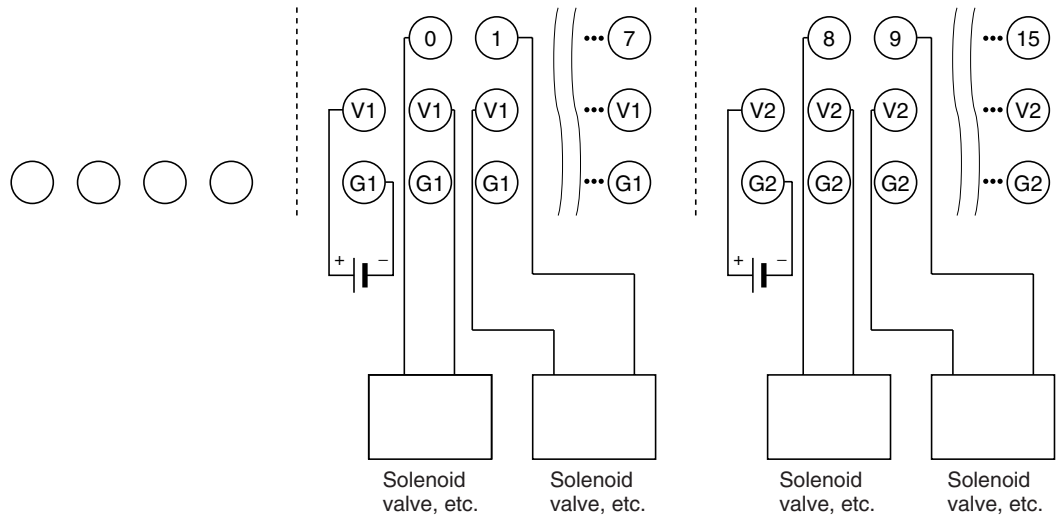 0 1 ••• 7 8 9 ••• 15
V1 V1 V1 ••• V1 V2 V2 V2 ••• V2
G1 G1 G1 ••• G1 G2 G2 G2 ••• G2
+ − + −
Solenoid Solenoid Solenoid Solenoid
valve, etc. valve, etc. valve, etc. valve, etc.